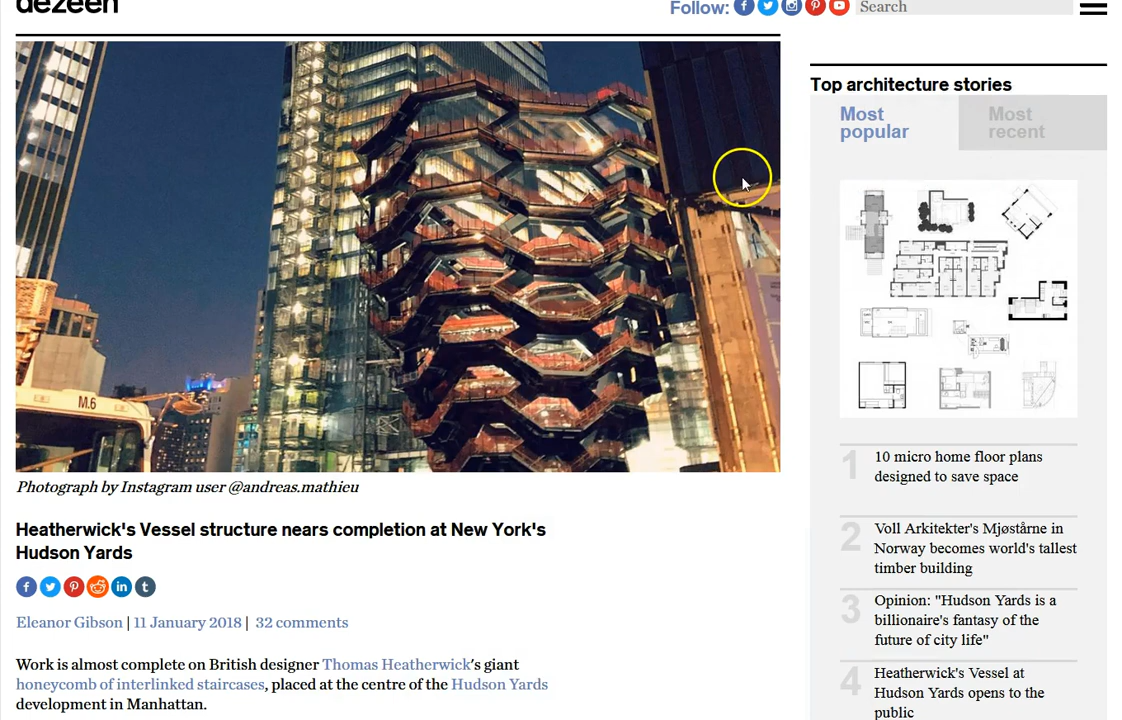 dezeen
Follow:
Search
M.6
Photograph by Instagram user @andreas.mathieu
Heatherwick's Vessel structure nears completion at New York's
Hudson Yards
Eleanor Gibson | 11 January 2018 | 32 comments
Work is almost complete on British designer Thomas Heatherwick's giant
honeycomb of interlinked staircases, placed at the centre of the Hudson Yards
development in Manhattan.
Top architecture stories
Most
popular
Most
recent
1 10 micro home floor plans
designed to save space
2 Voll Arkitekter's Mjøstårne in
Norway becomes world's tallest
timber building
3 Opinion: "Hudson Yards is a
billionaire's fantasy of the
future of city life"
4 Heatherwick's Vessel at
Hudson Yards opens to the
public